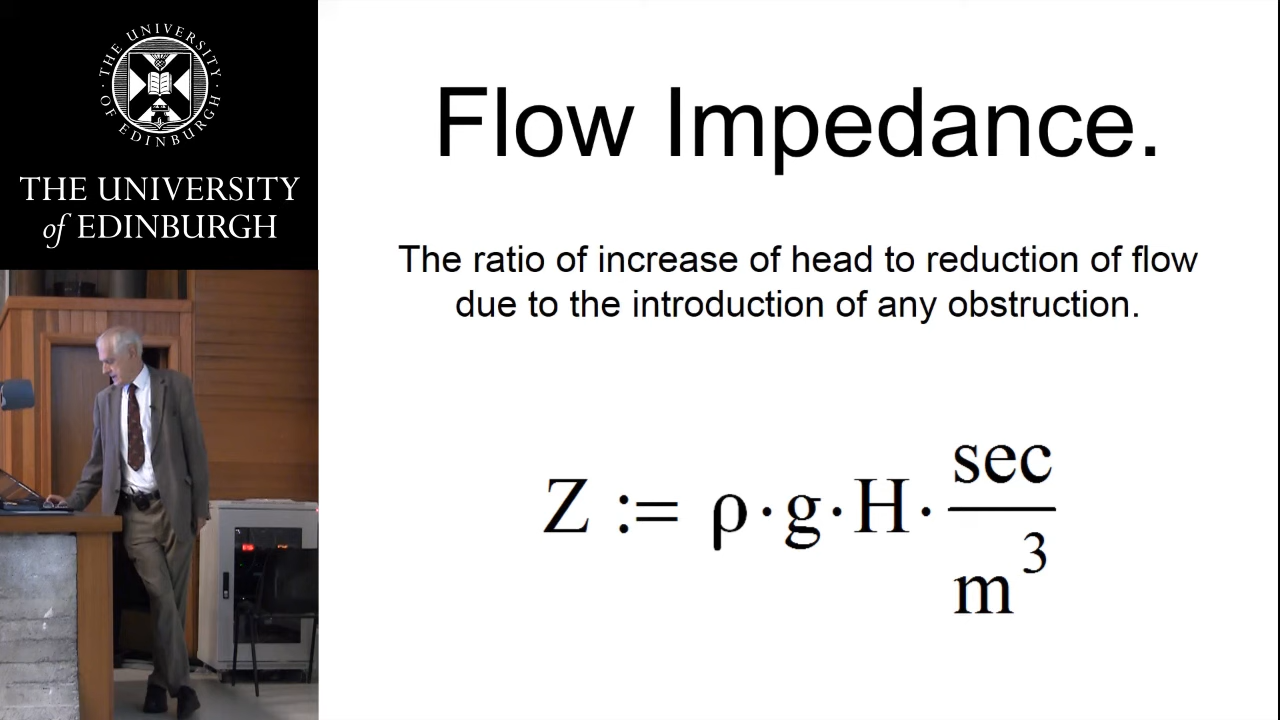 THE UNIVERSITY
OF EDINBURGH
THE UNIVERSITY
of EDINBURGH
Flow Impedance.
The ratio of increase of head to reduction of flow
due to the introduction of any obstruction.
Z := ρ·g·H· sec/m³